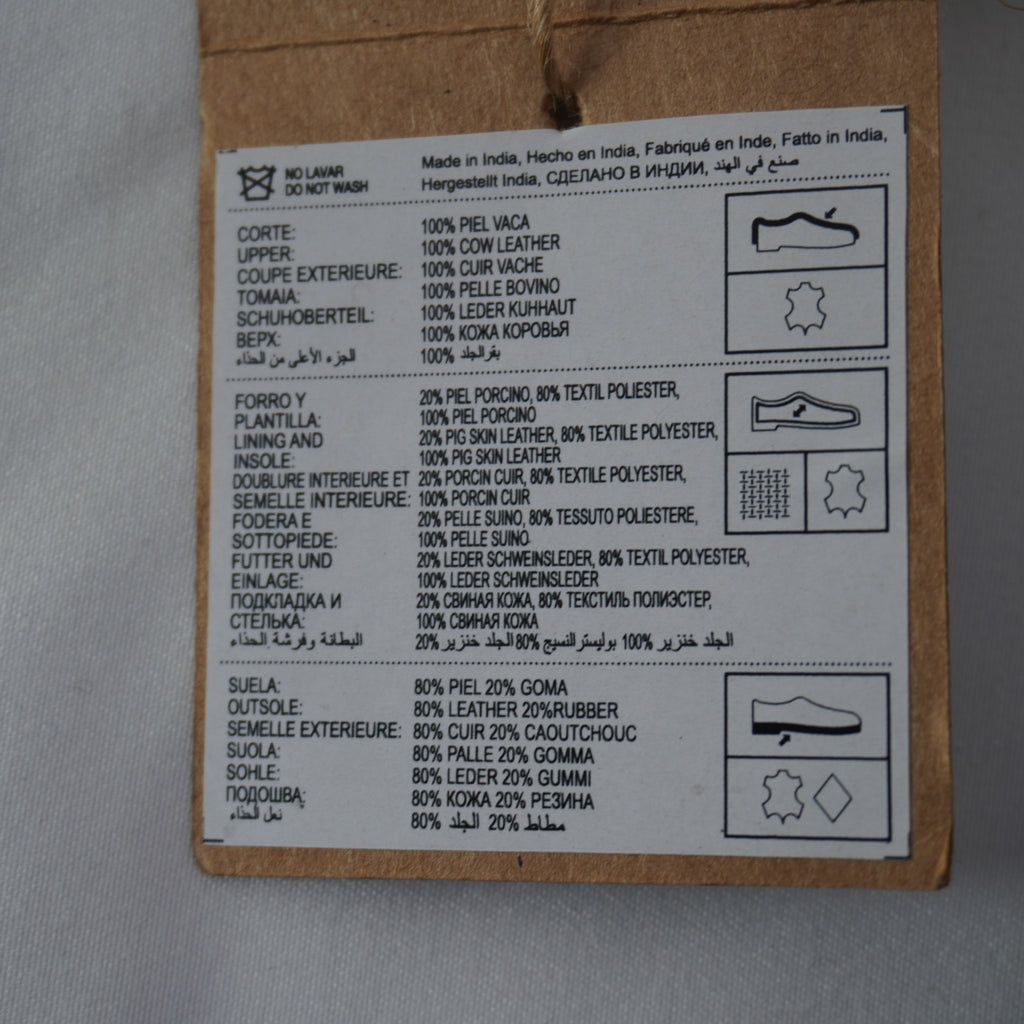 NO LAVAR
DO NOT WASH
Made in India, Hecho en India, Fabriqué en Inde, Fatto in India,
Hergestellt India, СДЕЛАНО В ИНДИИ, صنع في الهند
CORTE: 100% PIEL VACA
UPPER: 100% COW LEATHER
COUPE EXTERIEURE: 100% CUIR VACHE
TOMAIA: 100% PELLE BOVINO
SCHUHOBERTEIL: 100% LEDER KUHHAUT
ВЕРХ: 100% КОЖА КОРОВЬЯ
الجزء الأعلى من الحذاء 100% بقرالجلد
FORRO Y 20% PIEL PORCINO, 80% TEXTIL POLIESTER,
PLANTILLA: 100% PIEL PORCINO
LINING AND 20% PIG SKIN LEATHER, 80% TEXTILE POLYESTER,
INSOLE: 100% PIG SKIN LEATHER
DOUBLURE INTERIEURE ET 20% PORCIN CUIR, 80% TEXTILE POLYESTER,
SEMELLE INTERIEURE: 100% PORCIN CUIR
FODERA E 20% PELLE SUINO, 80% TESSUTO POLIESTERE,
SOTTOPIEDE: 100% PELLE SUINO
FUTTER UND 20% LEDER SCHWEINSLEDER, 80% TEXTIL POLYESTER,
EINLAGE: 100% LEDER SCHWEINSLEDER
ПОДКЛАДКА И 20% СВИНАЯ КОЖА, 80% ТЕКСТИЛЬ ПОЛИЭСТЕР,
СТЕЛЬКА: 100% СВИНАЯ КОЖА
البطانة وفرشة الحذاء 20% الجلد خنزير 80% بوليسترالنسيج 100% الجلد خنزير
SUELA: 80% PIEL 20% GOMA
OUTSOLE: 80% LEATHER 20%RUBBER
SEMELLE EXTERIEURE: 80% CUIR 20% CAOUTCHOUC
SUOLA: 80% PALLE 20% GOMMA
SOHLE: 80% LEDER 20% GUMMI
ПОДОШВА: 80% КОЖА 20% РЕЗИНА
نعل الحذاء 80% الجلد 20% مطاط